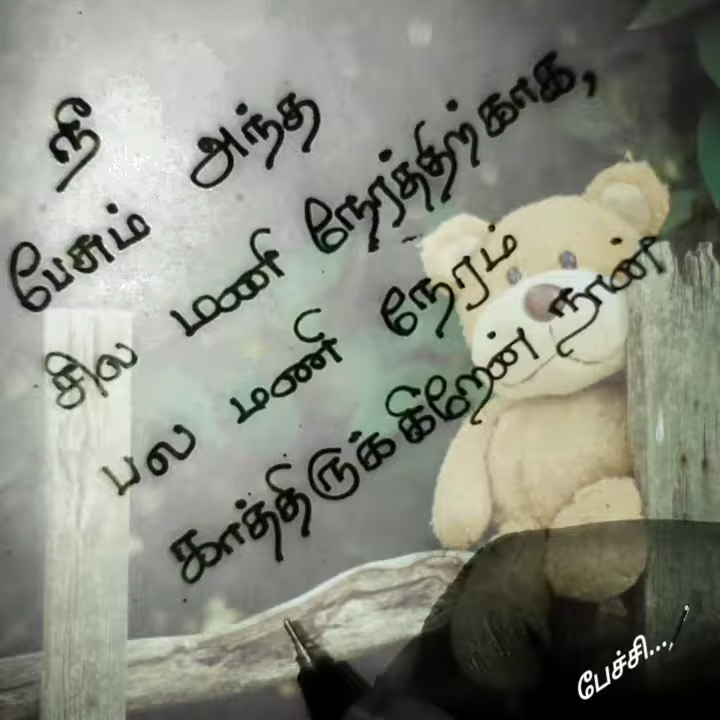 நீ அந்த
பேசும்
சில மணி நேரத்திற்காக,
பல மணி நேரம்
காத்திருக்கிறேன் நான்
பேச்சி...,